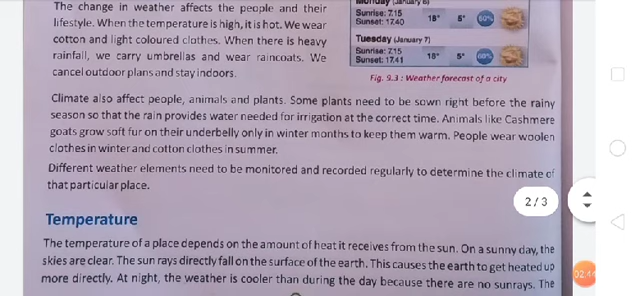 The change in weather affects the people and their
lifestyle. When the temperature is high, it is hot. We wear
cotton and light coloured clothes. When there is heavy
rainfall, we carry umbrellas and wear raincoats. We
cancel outdoor plans and stay indoors.
Monday (January 6)
Sunrise: 7.15
Sunset: 17.40
18° 5° 60%
Tuesday (January 7)
Sunrise: 7.15
Sunset: 17.41
18° 5° 60%
Fig. 9.3 : Weather forecast of a city
Climate also affect people, animals and plants. Some plants need to be sown right before the rainy
season so that the rain provides water needed for irrigation at the correct time. Animals like Cashmere
goats grow soft fur on their underbelly only in winter months to keep them warm. People wear woolen
clothes in winter and cotton clothes in summer.
Different weather elements need to be monitored and recorded regularly to determine the climate of
that particular place.
2 / 3
Temperature
The temperature of a place depends on the amount of heat it receives from the sun. On a sunny day, the
skies are clear. The sun rays directly fall on the surface of the earth. This causes the earth to get heated up
more directly. At night, the weather is cooler than during the day because there are no sunrays. The
02:44